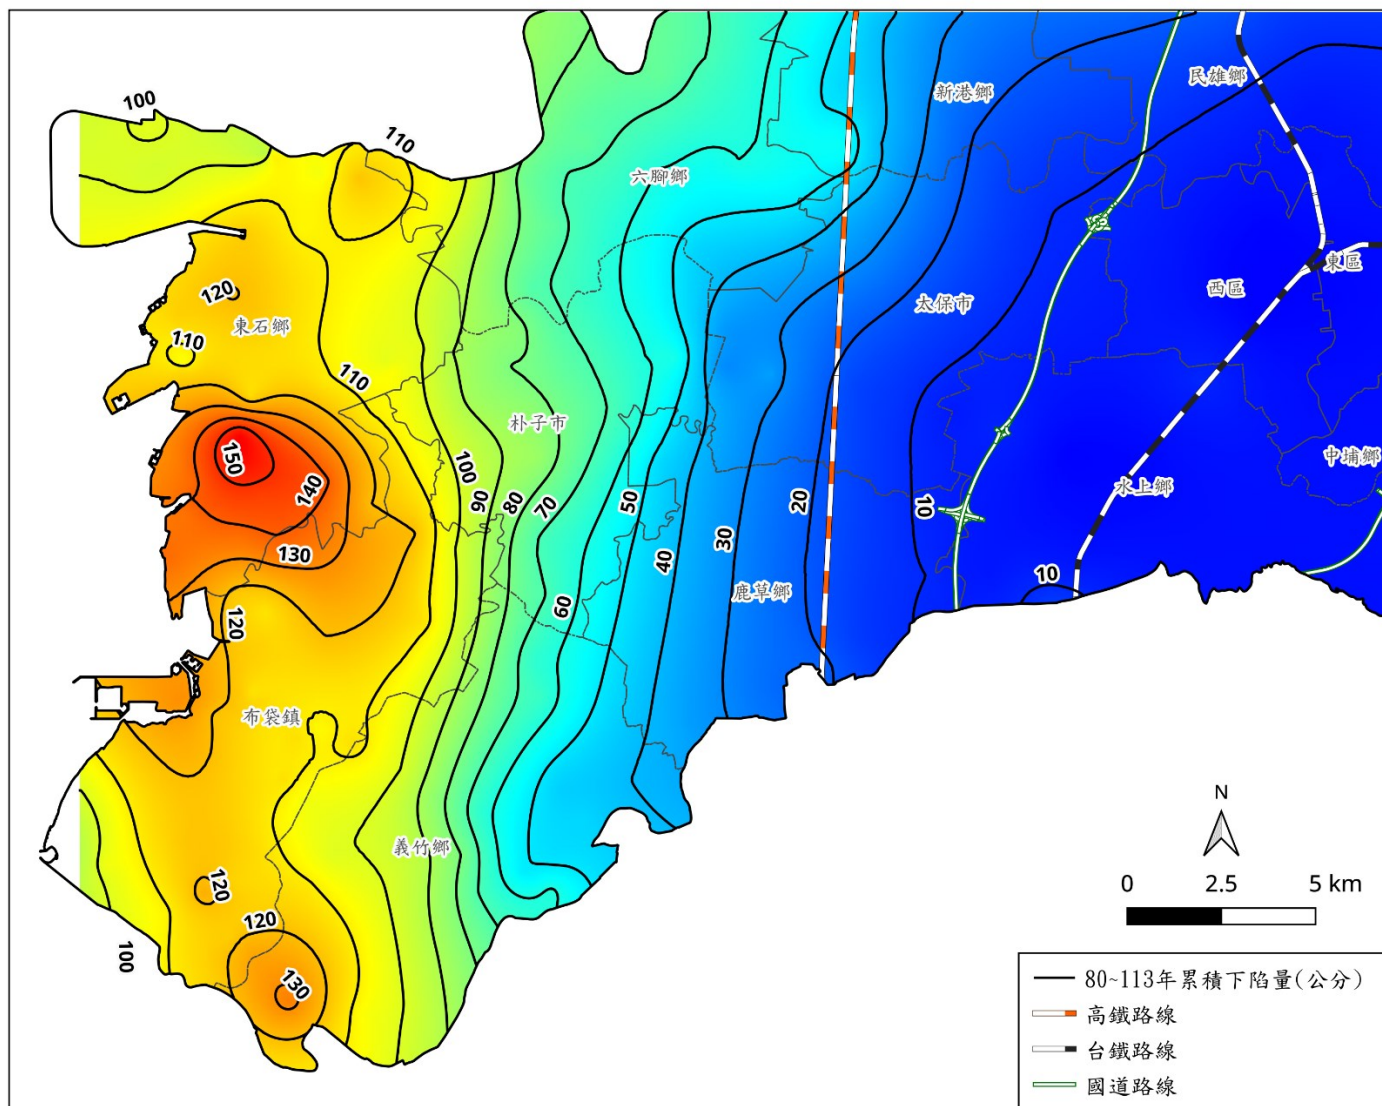 100
110
民雄鄉
新港鄉
六腳鄉
東區
西區
120
太保市
東石鄉
110
110
朴子市
150
140
100
90
80
70
50
20
10
中埔鄉
水上鄉
130
40
30
10
鹿草鄉
60
120
布袋鎮
義竹鄉
120
120
100
130
N
0 2.5 5 km
80~113年累積下陷量(公分)
高鐵路線
台鐵路線
國道路線